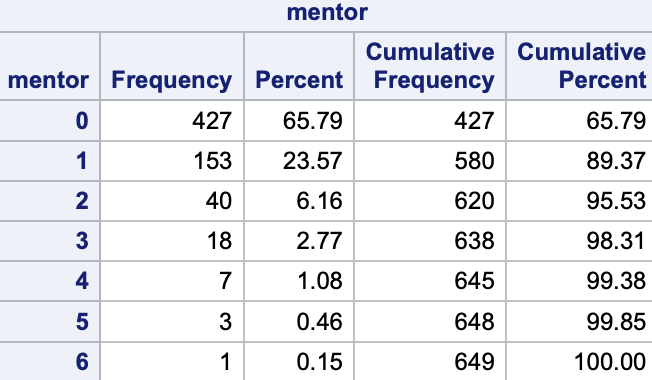 mentor
mentor Frequency Percent Cumulative Frequency Cumulative Percent
0 427 65.79 427 65.79
1 153 23.57 580 89.37
2 40 6.16 620 95.53
3 18 2.77 638 98.31
4 7 1.08 645 99.38
5 3 0.46 648 99.85
6 1 0.15 649 100.00